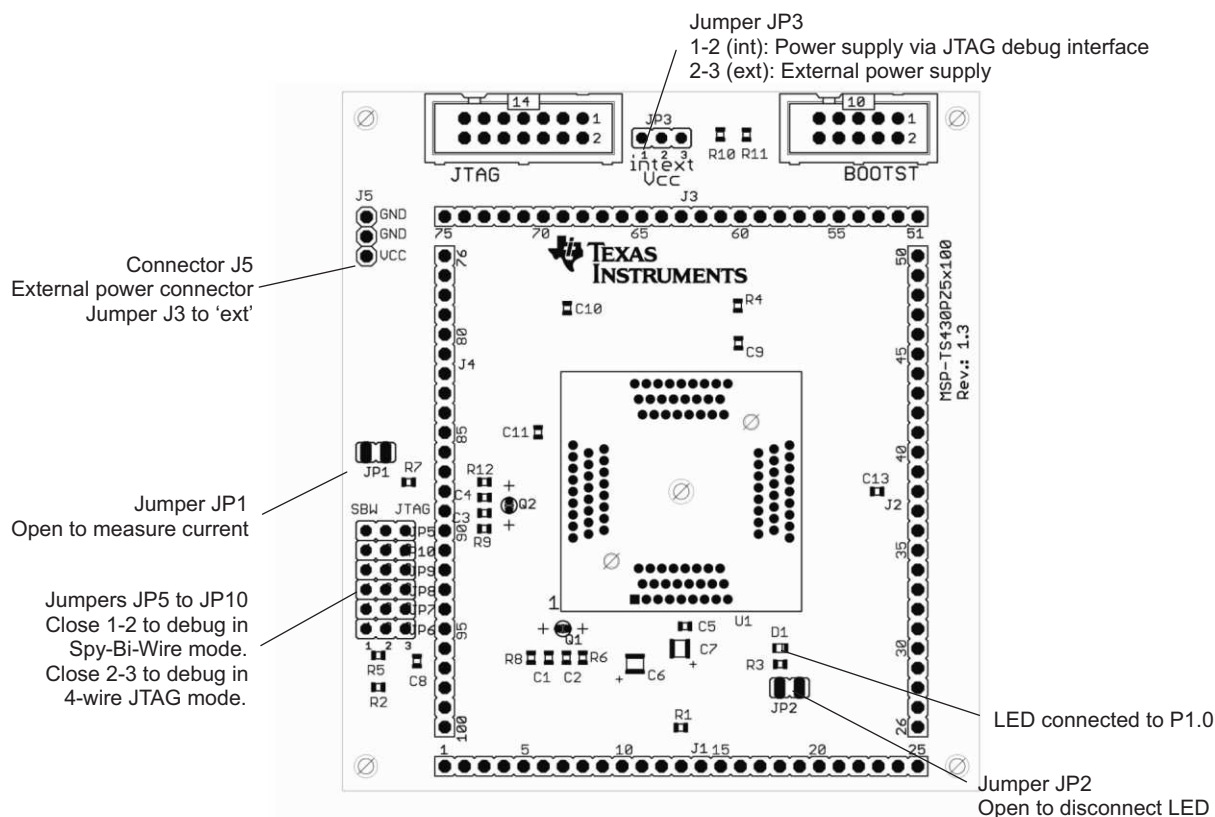 Jumper JP3
1-2 (int): Power supply via JTAG debug interface
2-3 (ext): External power supply
14
1
2
JTAG
JP3
1 2 3
intext
Vcc
R10 R11
10
1
2
BOOTST
J5
GND
GND
VCC
J3
75 70 65 60 55 51
Connector J5
External power connector
Jumper J3 to ‘ext’
TEXAS
INSTRUMENTS
76
80
J4
85
90
95
100
50
45
40
J2
35
30
26
MSP-TS430PZ5x100
Rev.: 1.3
C10
R4
C9
C11
C13
JP1
R7
R12
C4
C3
R9
Q2
Jumper JP1
Open to measure current
SBW JTAG
JP5
JP10
JP9
JP8
JP7
JP6
1 2 3
Jumpers JP5 to JP10
Close 1-2 to debug in
Spy-Bi-Wire mode.
Close 2-3 to debug in
4-wire JTAG mode.
R5
C8
R2
1
Q1
R8 C1 C2 R6
C5
U1
C7
C6
D1
R3
JP2
R1
LED connected to P1.0
1 5 10 J1 15 20 25
Jumper JP2
Open to disconnect LED